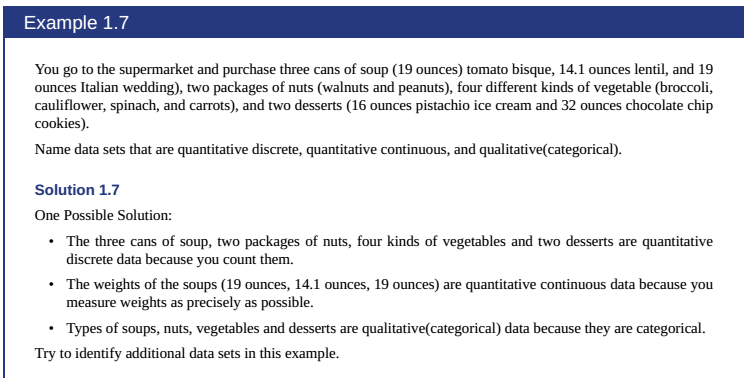 Example 1.7
You go to the supermarket and purchase three cans of soup (19 ounces) tomato bisque, 14.1 ounces lentil, and 19
ounces Italian wedding), two packages of nuts (walnuts and peanuts), four different kinds of vegetable (broccoli,
cauliflower, spinach, and carrots), and two desserts (16 ounces pistachio ice cream and 32 ounces chocolate chip
cookies).
Name data sets that are quantitative discrete, quantitative continuous, and qualitative(categorical).
Solution 1.7
One Possible Solution:
• The three cans of soup, two packages of nuts, four kinds of vegetables and two desserts are quantitative
discrete data because you count them.
• The weights of the soups (19 ounces, 14.1 ounces, 19 ounces) are quantitative continuous data because you
measure weights as precisely as possible.
• Types of soups, nuts, vegetables and desserts are qualitative(categorical) data because they are categorical.
Try to identify additional data sets in this example.